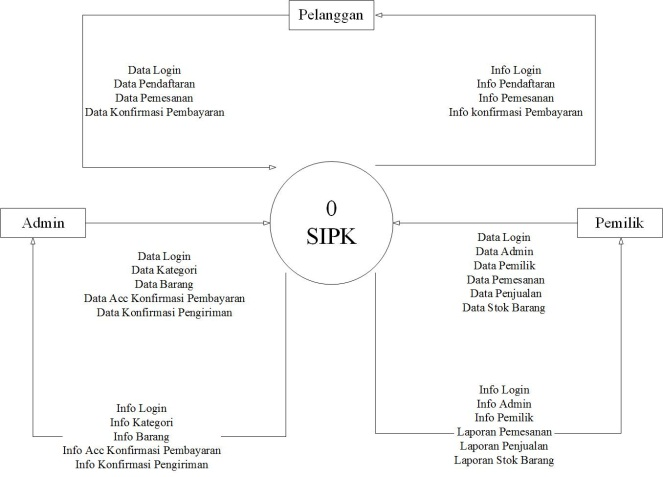 Pelanggan
Data Login
Data Pendaftaran
Data Pemesanan
Data Konfirmasi Pembayaran
Info Login
Info Pendaftaran
Info Pemesanan
Info konfirmasi Pembayaran
Admin
0
SIPK
Pemilik
Data Login
Data Kategori
Data Barang
Data Acc Konfirmasi Pembayaran
Data Konfirmasi Pengiriman
Data Login
Data Admin
Data Pemilik
Data Pemesanan
Data Penjualan
Data Stok Barang
Info Login
Info Kategori
Info Barang
Info Acc Konfirmasi Pembayaran
Info Konfirmasi Pengiriman
Info Login
Info Admin
Info Pemilik
Laporan Pemesanan
Laporan Penjualan
Laporan Stok Barang